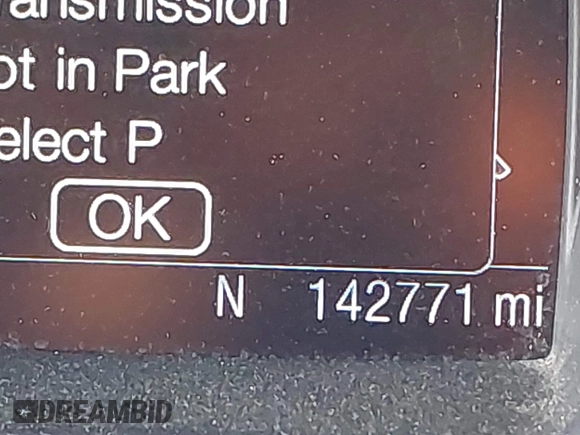 ansmission
ot in Park
elect P
OK
N 142771 mi
DREAMBID